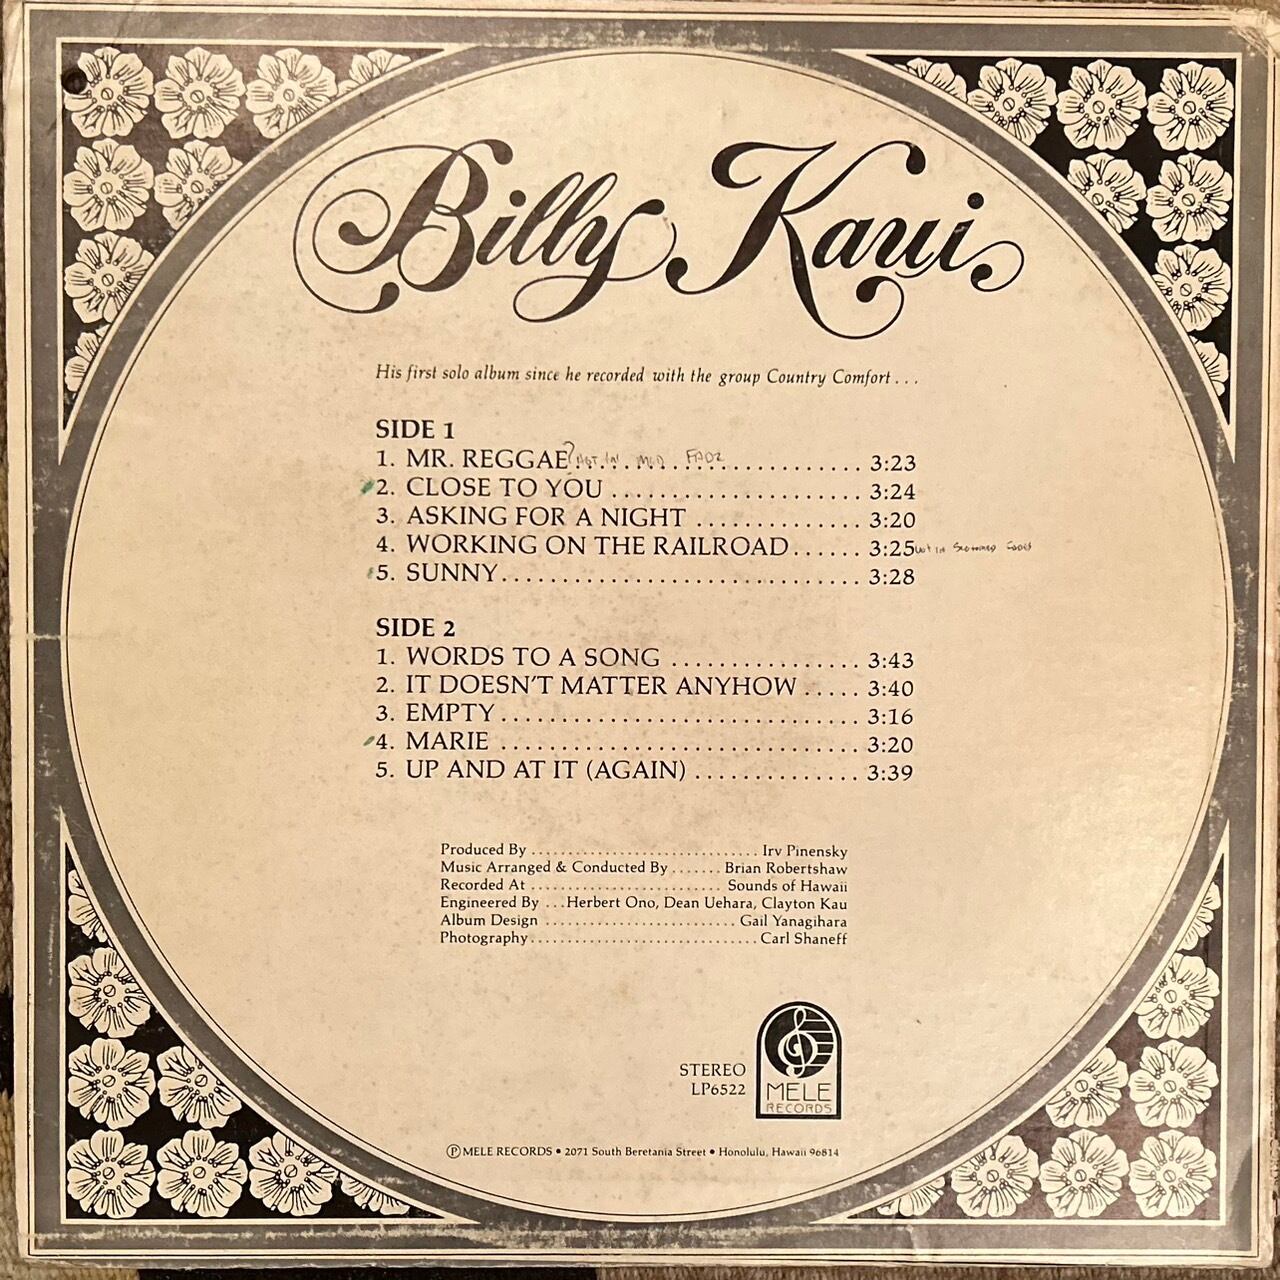 Billy Kaui
His first solo album since he recorded with the group Country Comfort . . .
SIDE 1
1. MR. REGGAE ..................... 3:23
2. CLOSE TO YOU ..................... 3:24
3. ASKING FOR A NIGHT .............. 3:20
4. WORKING ON THE RAILROAD...... 3:25
5. SUNNY.............................. 3:28
SIDE 2
1. WORDS TO A SONG ................ 3:43
2. IT DOESN'T MATTER ANYHOW ..... 3:40
3. EMPTY.............................. 3:16
4. MARIE .............................. 3:20
5. UP AND AT IT (AGAIN) .............. 3:39
Produced By .............................. Irv Pinensky
Music Arranged & Conducted By ....... Brian Robertshaw
Recorded At ......................... Sounds of Hawaii
Engineered By ...Herbert Ono, Dean Uehara, Clayton Kau
Album Design ......................... Gail Yanagihara
Photography.............................. Carl Shaneff
STEREO
LP6522
MELE
RECORDS
Ⓟ MELE RECORDS • 2071 South Beretania Street • Honolulu, Hawaii 96814